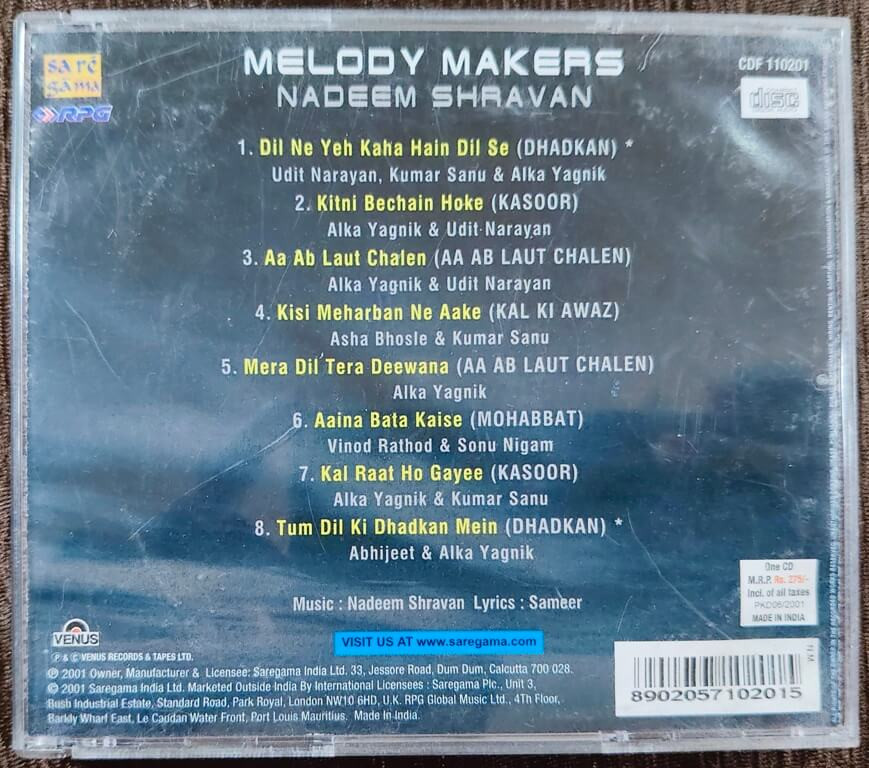 sa rē
gama
RPG
MELODY MAKERS
NADEEM SHRAVAN
CDF 110201
disc
1. Dil Ne Yeh Kaha Hain Dil Se (DHADKAN) *
Udit Narayan, Kumar Sanu & Alka Yagnik
2. Kitni Bechain Hoke (KASOOR)
Alka Yagnik & Udit Narayan
3. Aa Ab Laut Chalen (AA AB LAUT CHALEN)
Alka Yagnik & Udit Narayan
4. Kisi Meharban Ne Aake (KAL KI AWAZ)
Asha Bhosle & Kumar Sanu
5. Mera Dil Tera Deewana (AA AB LAUT CHALEN)
Alka Yagnik
6. Aaina Bata Kaise (MOHABBAT)
Vinod Rathod & Sonu Nigam
7. Kal Raat Ho Gayee (KASOOR)
Alka Yagnik & Kumar Sanu
8. Tum Dil Ki Dhadkan Mein (DHADKAN) *
Abhijeet & Alka Yagnik
Music : Nadeem Shravan Lyrics : Sameer
VISIT US AT www.saregama.com
One CD
M.R.P. Rs. 275/-
Incl. of all taxes
PKD06/2001
MADE IN INDIA
VENUS
℗ & © VENUS RECORDS & TAPES LTD.
℗ 2001 Owner, Manufacturer & Licensee: Saregama India Ltd. 33, Jessore Road, Dum Dum, Calcutta 700 028.
© 2001 Saregama India Ltd. Marketed Outside India By International Licensees : Saregama Plc., Unit 3,
Bush Industrial Estate, Standard Road, Park Royal, London NW10 6HD, U.K. RPG Global Music Ltd., 4Th Floor,
Barkly Wharf East, Le Caudan Water Front, Port Louis Mauritius. Made In India.
8902057102015